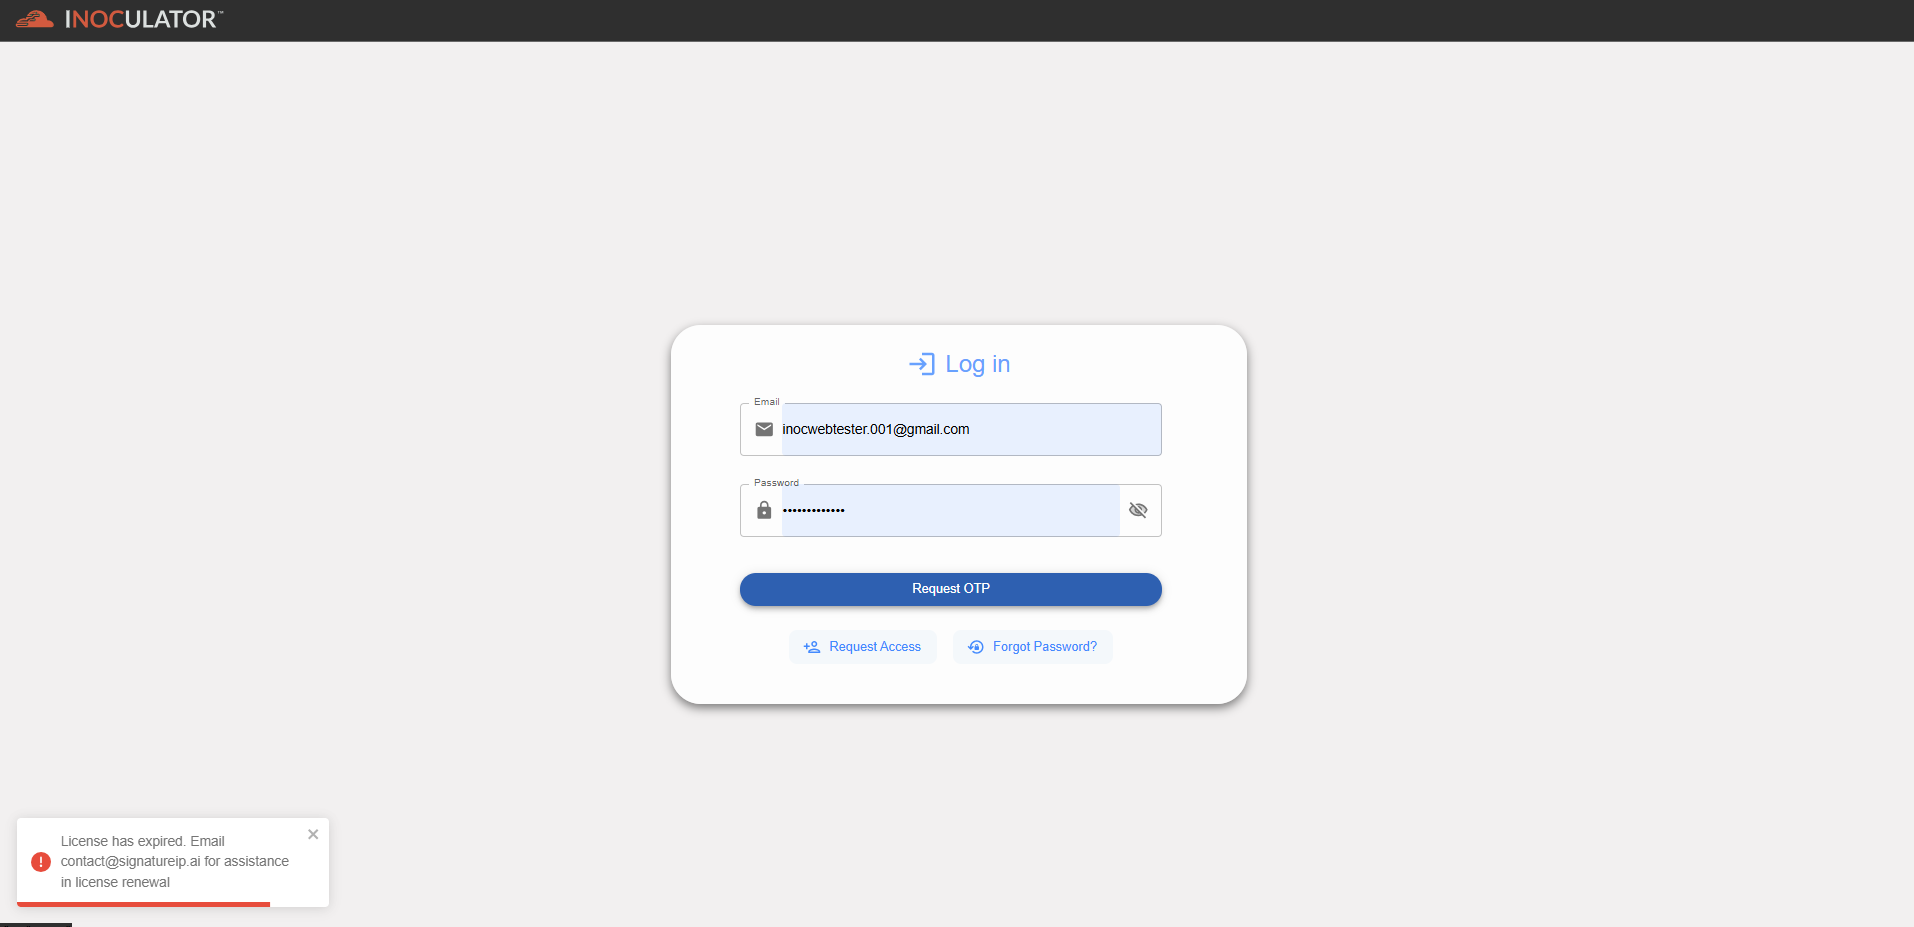 INOCULATOR™
Log in
Email
inocwebtester.001@gmail.com
Password
•••••••••••••
Request OTP
Request Access
Forgot Password?
License has expired. Email
contact@signatureip.ai for assistance
in license renewal